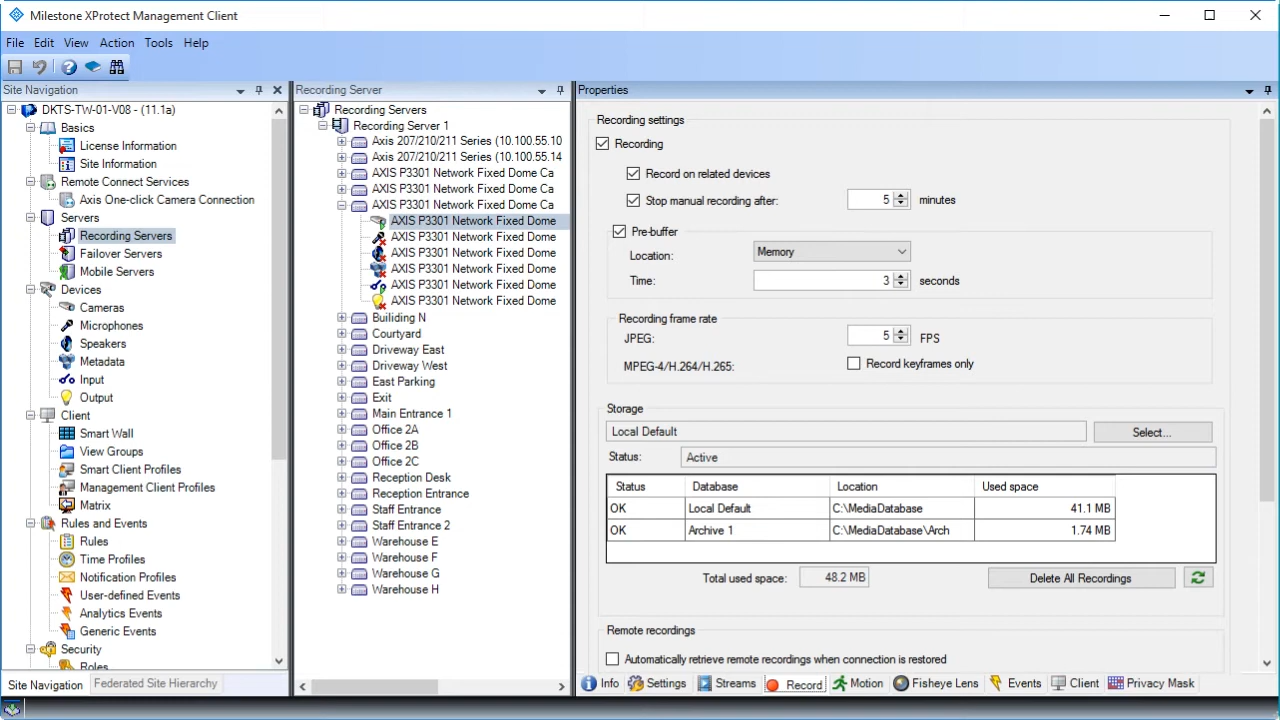 Milestone XProtect Management Client
File Edit View Action Tools Help
Site Navigation
DKTS-TW-01-V08 - (11.1a)
Basics
License Information
Site Information
Remote Connect Services
Axis One-click Camera Connection
Servers
Recording Servers
Failover Servers
Mobile Servers
Devices
Cameras
Microphones
Speakers
Metadata
Input
Output
Client
Smart Wall
View Groups
Smart Client Profiles
Management Client Profiles
Matrix
Rules and Events
Rules
Time Profiles
Notification Profiles
User-defined Events
Analytics Events
Generic Events
Security
Roles
Site Navigation Federated Site Hierarchy
Recording Server
Recording Servers
Recording Server 1
Axis 207/210/211 Series (10.100.55.10
Axis 207/210/211 Series (10.100.55.14
AXIS P3301 Network Fixed Dome Ca
AXIS P3301 Network Fixed Dome Ca
AXIS P3301 Network Fixed Dome Ca
AXIS P3301 Network Fixed Dome
AXIS P3301 Network Fixed Dome
AXIS P3301 Network Fixed Dome
AXIS P3301 Network Fixed Dome
AXIS P3301 Network Fixed Dome
AXIS P3301 Network Fixed Dome
Builiding N
Courtyard
Driveway East
Driveway West
East Parking
Exit
Main Entrance 1
Office 2A
Office 2B
Office 2C
Reception Desk
Reception Entrance
Staff Entrance
Staff Entrance 2
Warehouse E
Warehouse F
Warehouse G
Warehouse H
Properties
Recording settings
Recording
Record on related devices
Stop manual recording after: 5 minutes
Pre-buffer
Location: Memory
Time: 3 seconds
Recording frame rate
JPEG: 5 FPS
MPEG-4/H.264/H.265: Record keyframes only
Storage
Local Default Select...
Status: Active
Status Database Location Used space
OK Local Default C:\MediaDatabase 41.1 MB
OK Archive 1 C:\MediaDatabase\Arch 1.74 MB
Total used space: 48.2 MB Delete All Recordings
Remote recordings
Automatically retrieve remote recordings when connection is restored
Info Settings Streams Record Motion Fisheye Lens Events Client Privacy Mask